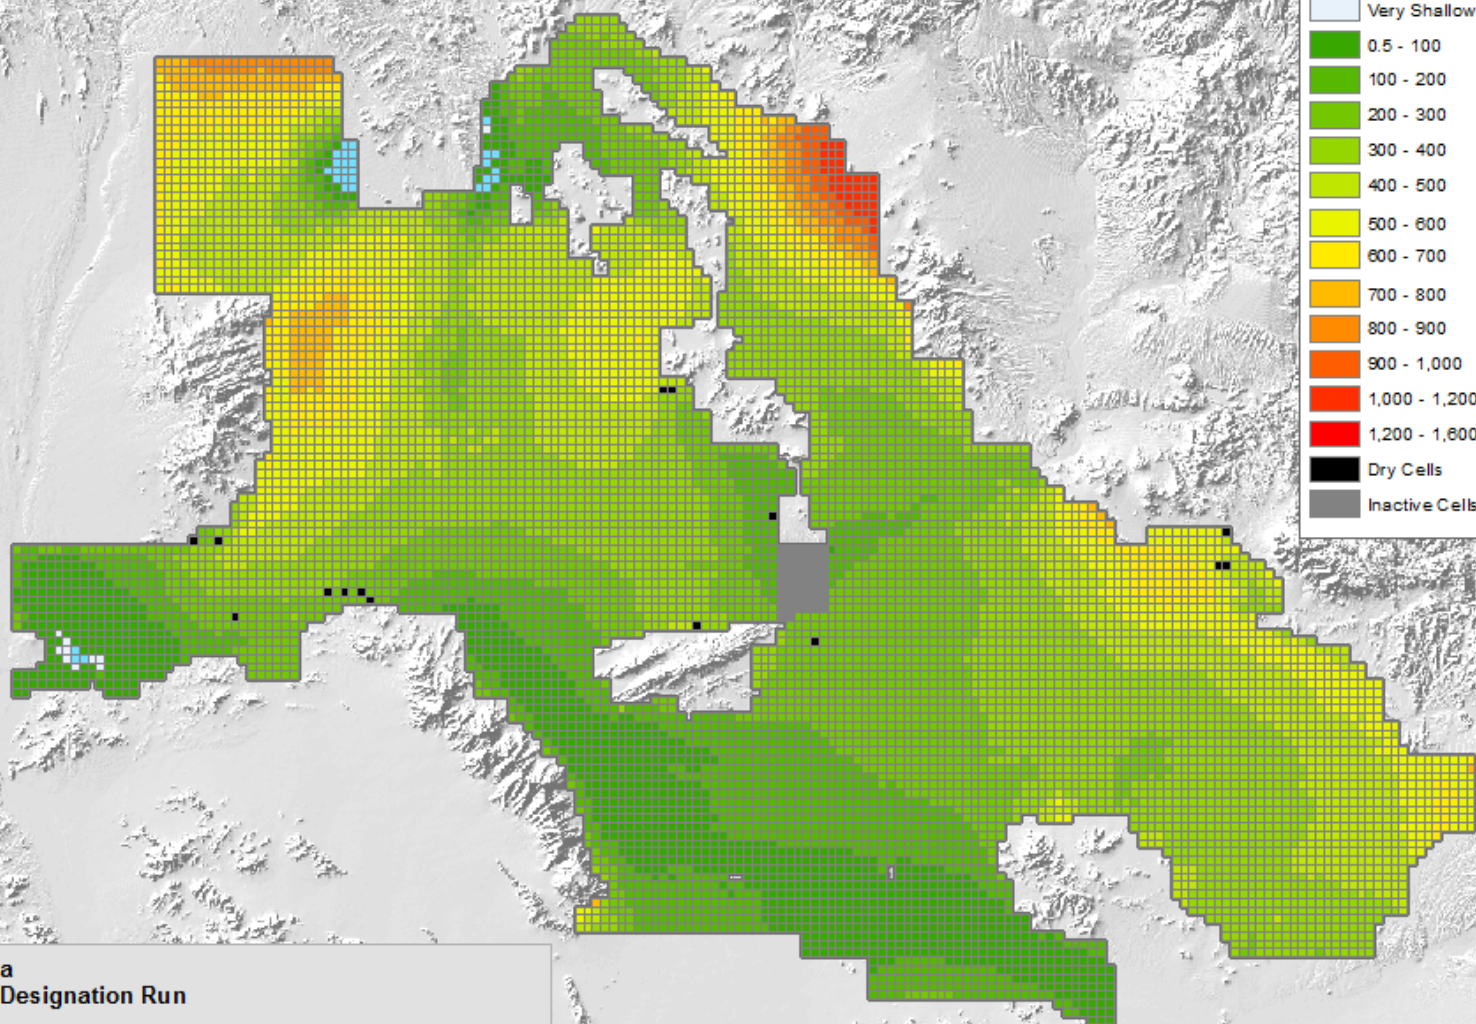 Very Shallow
0.5 - 100
100 - 200
200 - 300
300 - 400
400 - 500
500 - 600
600 - 700
700 - 800
800 - 900
900 - 1,000
1,000 - 1,200
1,200 - 1,600
Dry Cells
Inactive Cells
a
Designation Run